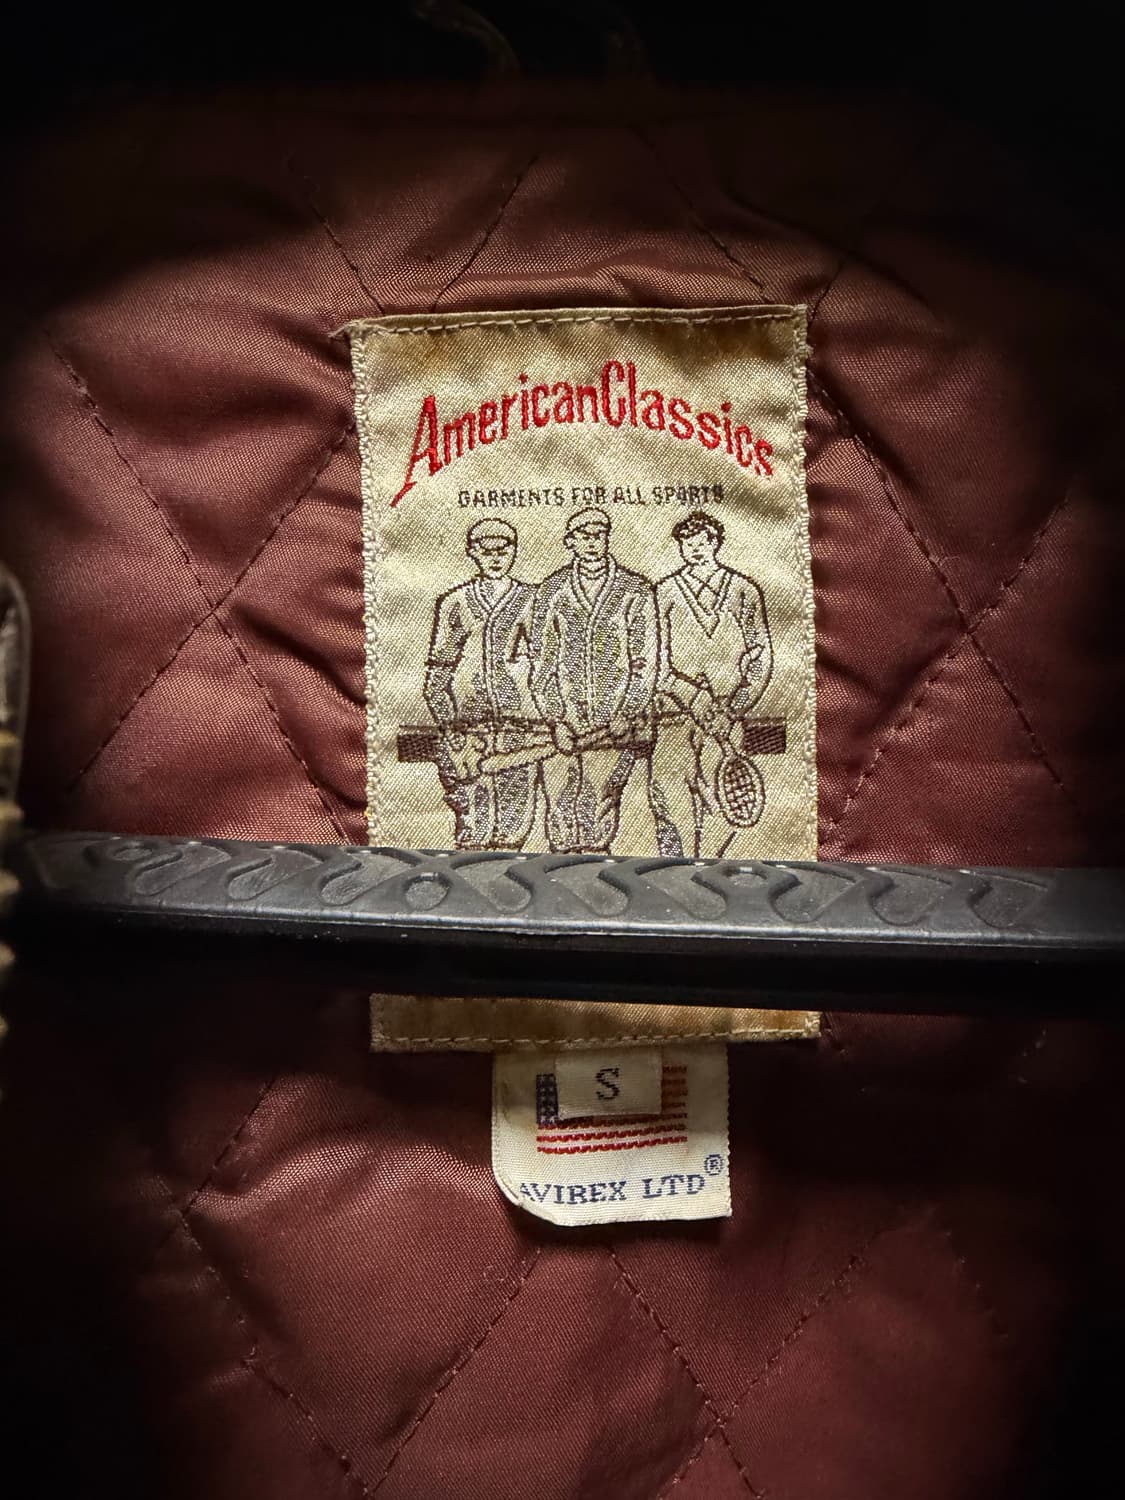 AmericanClassics
GARMENTS FOR ALL SPORTS
A
S
AVIREX LTD®